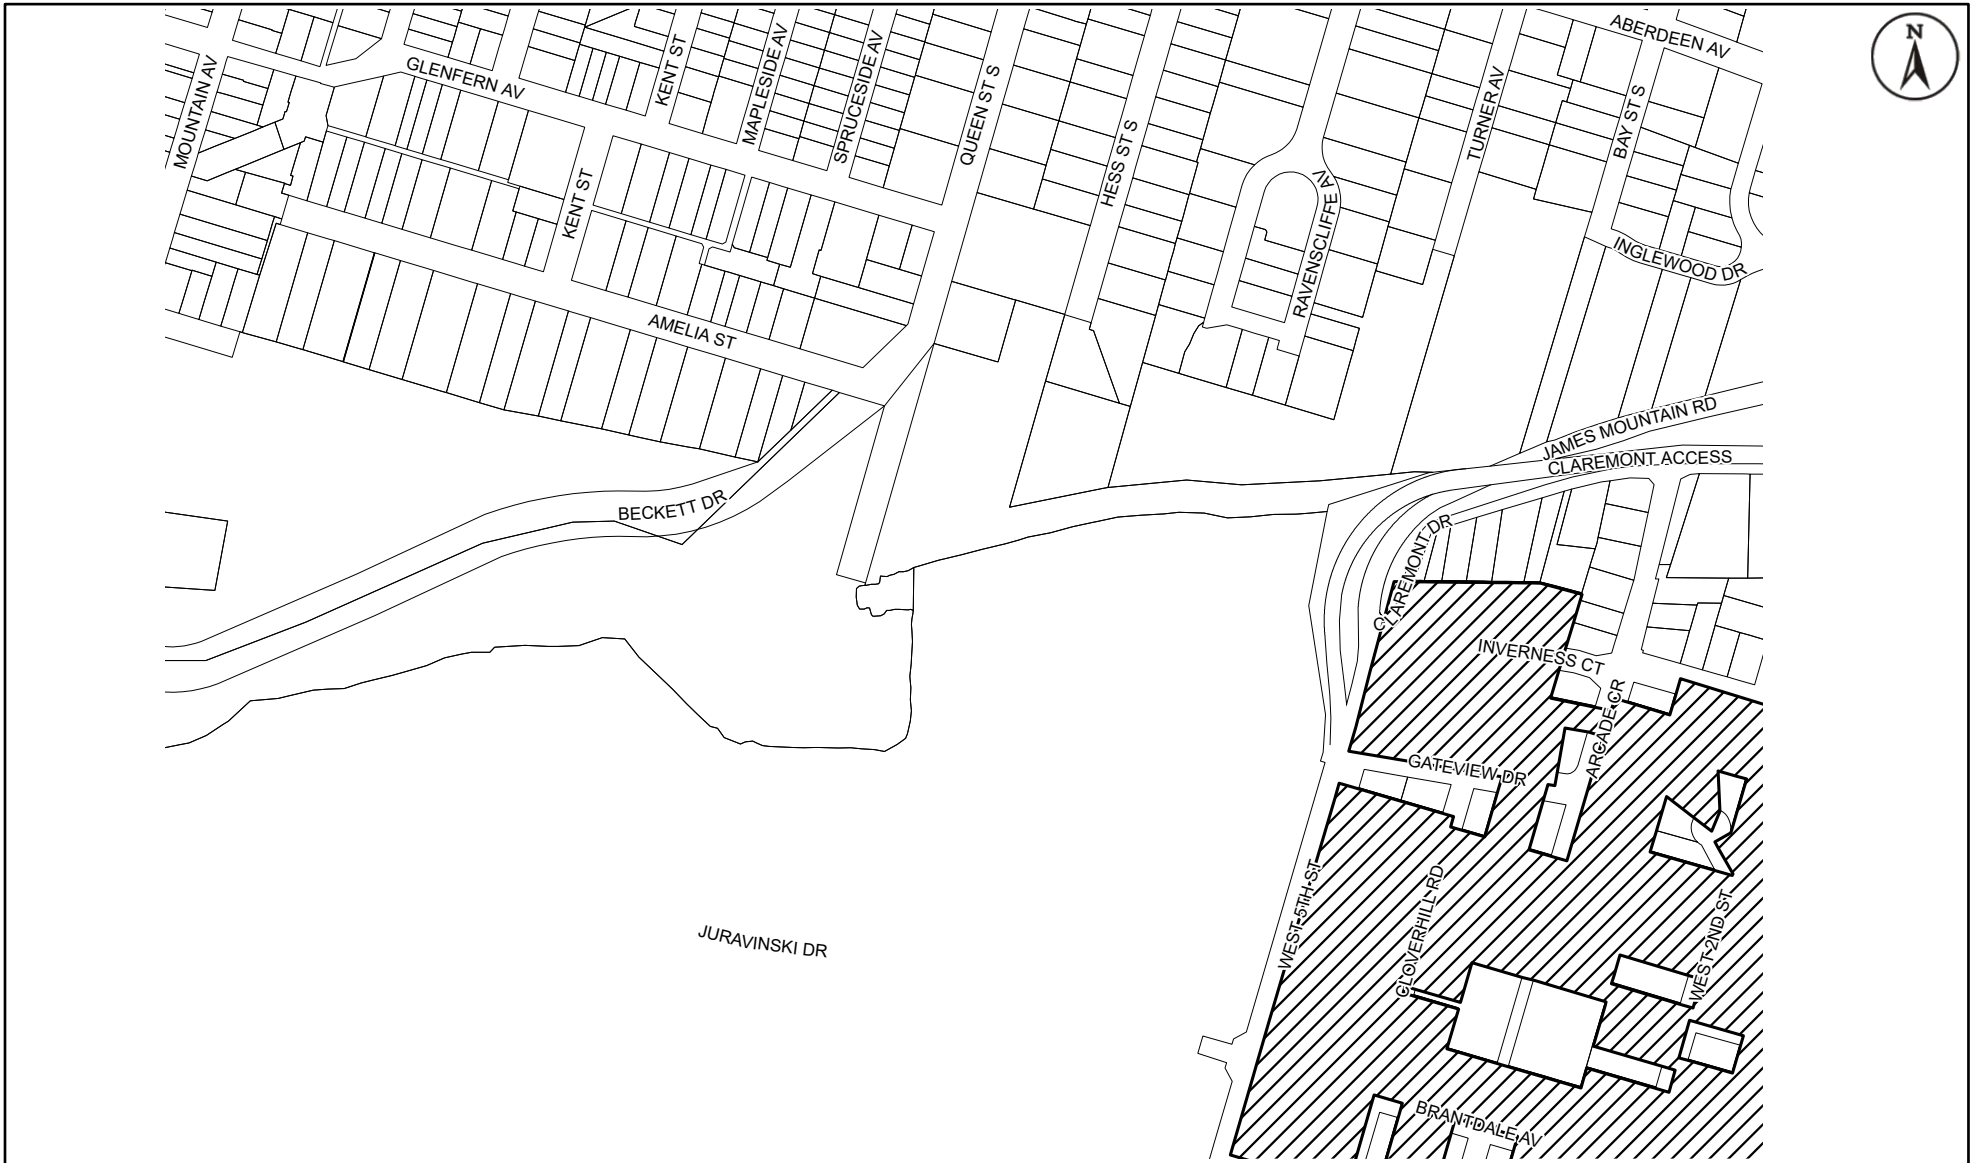 N
ABERDEEN AV
MOUNTAIN AV
GLENFERN AV
KENT ST
MAPLESIDE AV
SPRUCESIDE AV
QUEEN ST S
HESS ST S
TURNER AV
BAY ST S
KENT ST
RAVENSCLIFFE AV
INGLEWOOD DR
AMELIA ST
JAMES MOUNTAIN RD
CLAREMONT ACCESS
BECKETT DR
CLAREMONT DR
INVERNESS CT
ARCADE CR
GATEVIEW DR
WEST 5TH ST
CLOVERHILL RD
WEST 2ND ST
JURAVINSKI DR
BRANTDALE AV